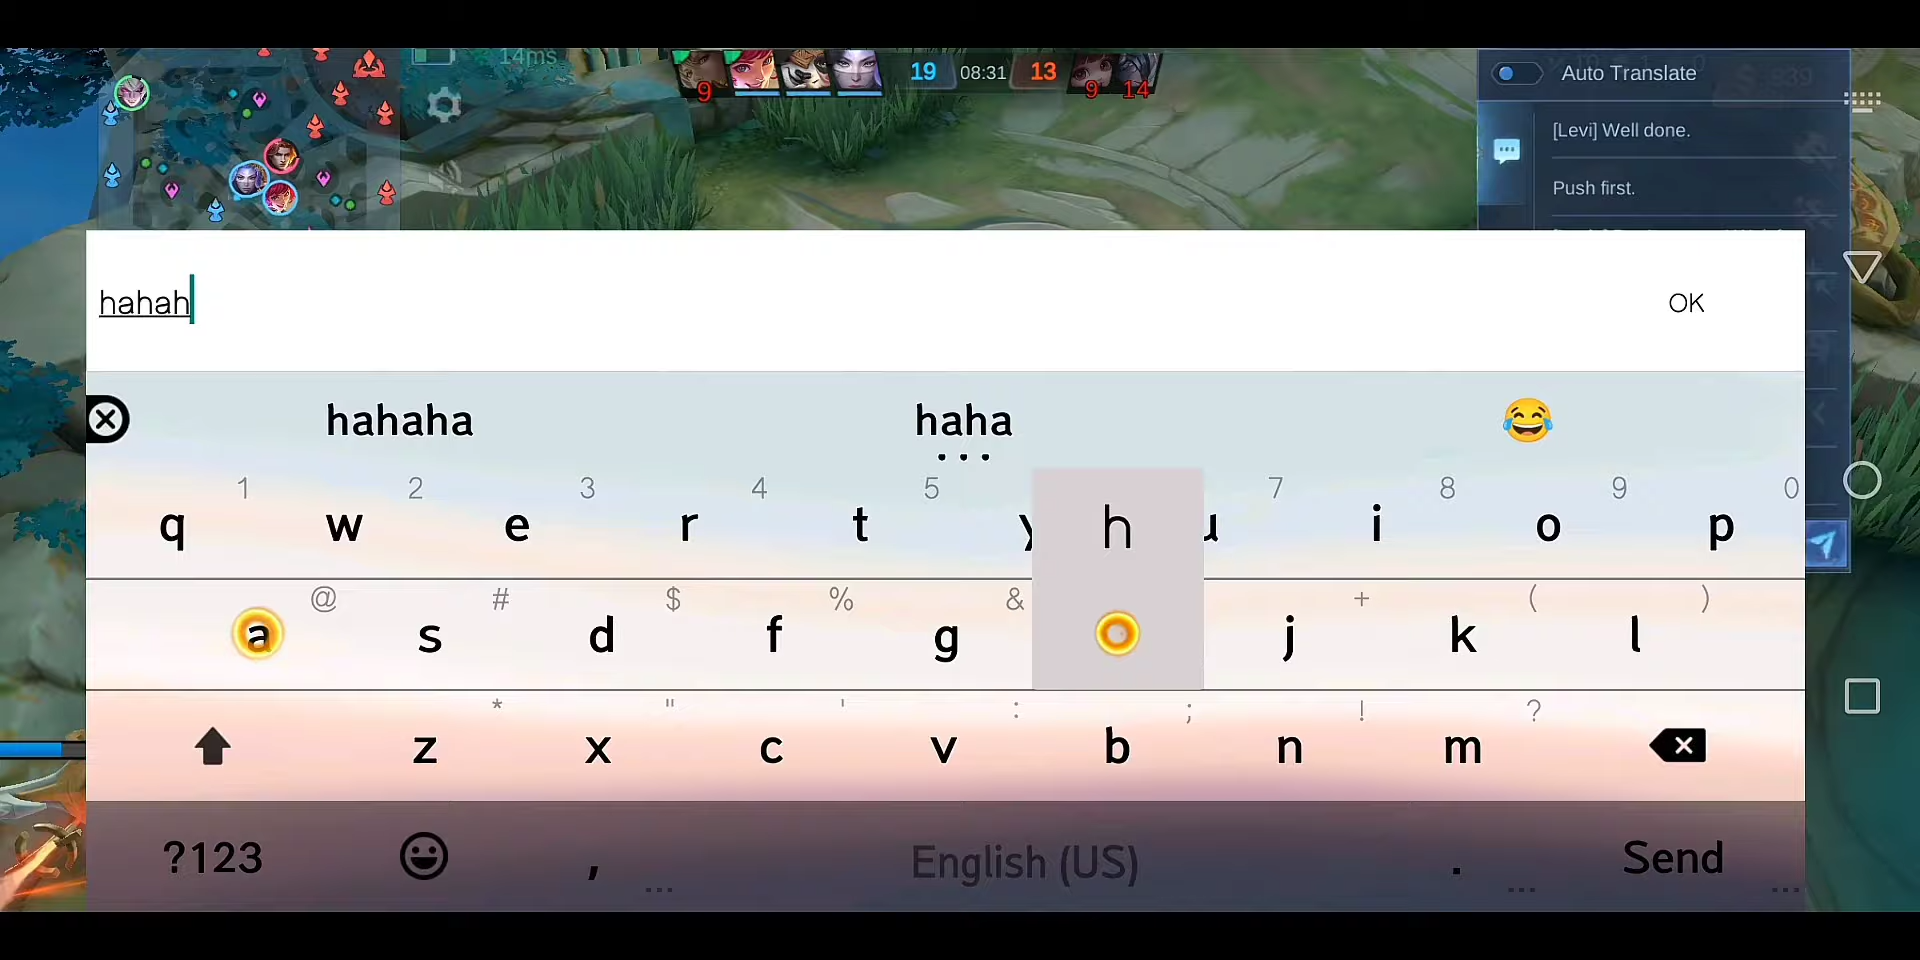 14ms
9
19 08:31 13
9 14
Auto Translate
[Levi] Well done.
Push first.
hahah
OK
hahaha haha 😂
1 2 3 4 5 7 8 9 0
q w e r t y h u i o p
@ # $ % & + ( )
a s d f g j k l
* " ' : ; ! ?
z x c v b n m
?123 , English (US) . Send